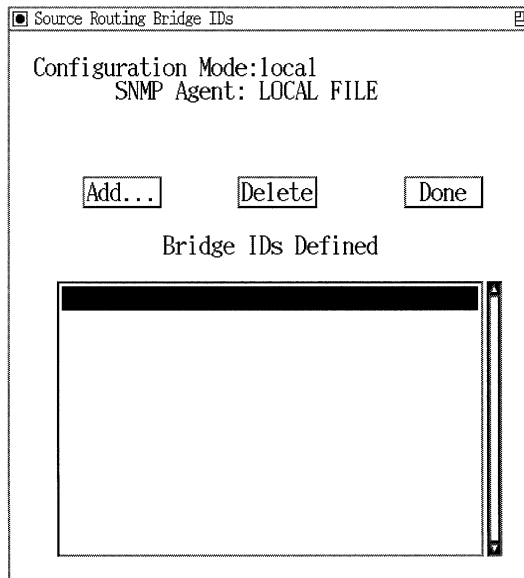 Source Routing Bridge IDs
Configuration Mode:local
SNMP Agent: LOCAL FILE
Add... Delete Done
Bridge IDs Defined